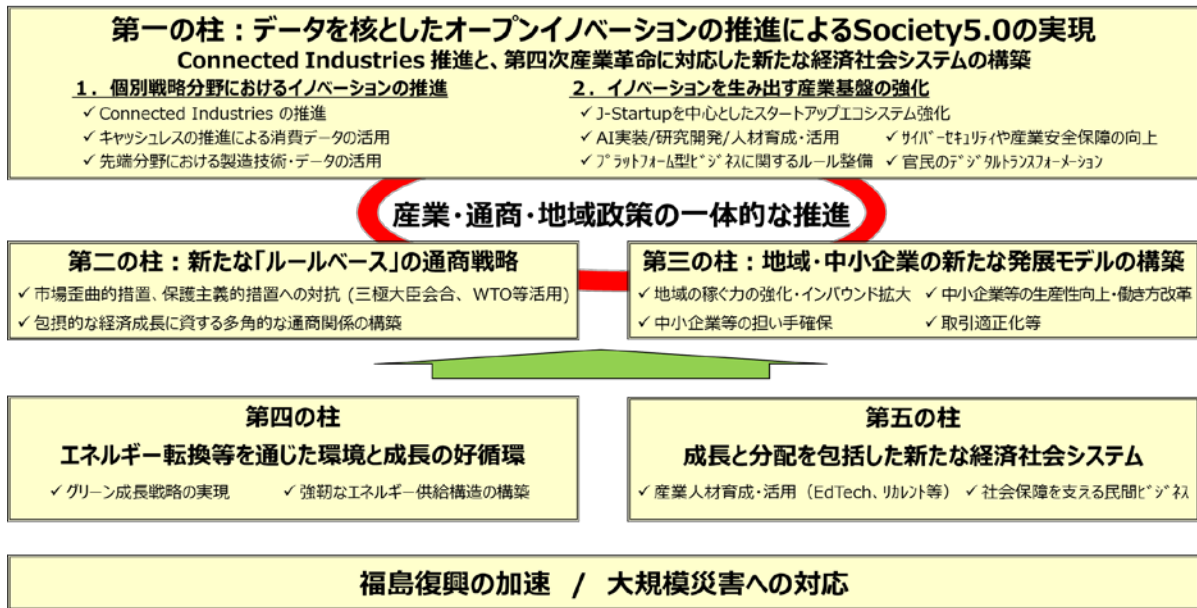 第一の柱：データを核としたオープンイノベーションの推進によるSociety5.0の実現
Connected Industries 推進と、第四次産業革命に対応した新たな経済社会システムの構築
１．個別戦略分野におけるイノベーションの推進
✓ Connected Industries の推進
✓ キャッシュレスの推進による消費データの活用
✓ 先端分野における製造技術・データの活用
２．イノベーションを生み出す産業基盤の強化
✓ J-Startupを中心としたスタートアップエコシステム強化
✓ AI実装/研究開発/人材育成・活用 ✓ ｻｲﾊﾞｰｾｷｭﾘﾃｨや産業安全保障の向上
✓ ﾌﾟﾗｯﾄﾌｫｰﾑ型ﾋﾞｼﾞﾈｽに関するルール整備 ✓ 官民のﾃﾞｼﾞﾀﾙﾄﾗﾝｽﾌｫｰﾒｰｼｮﾝ
産業・通商・地域政策の一体的な推進
第二の柱：新たな「ルールベース」の通商戦略
✓ 市場歪曲的措置、保護主義的措置への対抗 (三極大臣会合、WTO等活用)
✓ 包摂的な経済成長に資する多角的な通商関係の構築
第三の柱：地域・中小企業の新たな発展モデルの構築
✓ 地域の稼ぐ力の強化・インバウンド拡大 ✓ 中小企業等の生産性向上・働き方改革
✓ 中小企業等の担い手確保 ✓ 取引適正化等
第四の柱
エネルギー転換等を通じた環境と成長の好循環
✓ グリーン成長戦略の実現 ✓ 強靭なエネルギー供給構造の構築
第五の柱
成長と分配を包括した新たな経済社会システム
✓ 産業人材育成・活用（EdTech、ﾘｶﾚﾝﾄ等）✓ 社会保障を支える民間ﾋﾞｼﾞﾈｽ
福島復興の加速 / 大規模災害への対応